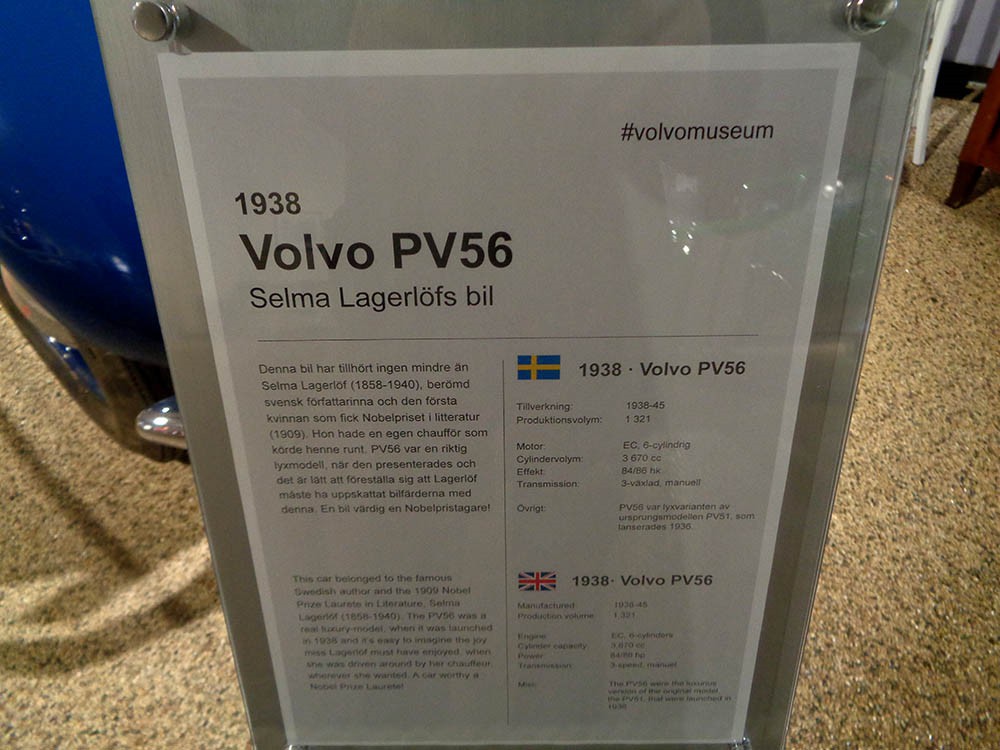 #volvomuseum
1938
Volvo PV56
Selma Lagerlöfs bil
Denna bil har tillhört ingen mindre än
Selma Lagerlöf (1858-1940), berömd
svensk författarinna och den första
kvinnan som fick Nobelpriset i litteratur
(1909). Hon hade en egen chaufför som
körde henne runt. PV56 var en riktig
lyxmodell, när den presenterades och
det är lätt att föreställa sig att Lagerlöf
måste ha uppskattat bilfärderna med
denna. En bil värdig en Nobelpristagare!
This car belonged to the famous
Swedish author and the 1909 Nobel
Prize Laurete in Literature, Selma
Lagerlöf (1858-1940). The PV56 was a
real luxury-model, when it was launched
in 1938 and it's easy to imagine the joy
miss Lagerlöf must have enjoyed, when
she was driven around by her chauffeur,
wherever she wanted. A car worthy a
Nobel Prize Laurete!
1938 · Volvo PV56
Tillverkning: 1938-45
Produktionsvolym: 1 321
Motor: EC, 6-cylindrig
Cylindervolym: 3 670 cc
Effekt: 84/86 hk
Transmission: 3-växlad, manuell
Övrigt: PV56 var lyxvarianten av
ursprungsmodellen PV51, som
lanserades 1936.
1938· Volvo PV56
Manufactured: 1938-45
Production volume: 1 321
Engine: EC, 6-cylinders
Cylinder capacity: 3 670 cc
Power: 84/86 hp
Transmission: 3-speed, manuel
Misc: The PV56 were the luxurius
version of the original model,
the PV51, that were launched in